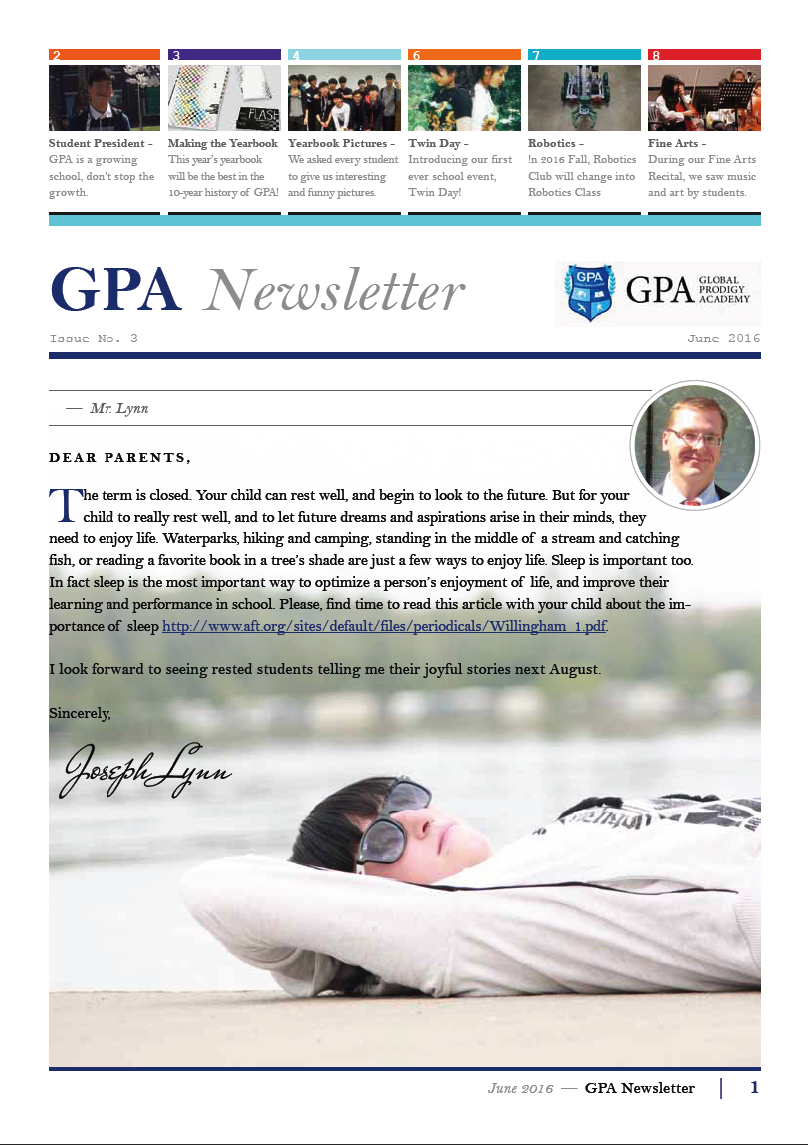 2
3
4
6
7
8
Student President –
GPA is a growing
school, don't stop the
growth.
Making the Yearbook
This year's yearbook
will be the best in the
10-year history of GPA!
Yearbook Pictures –
We asked every student
to give us interesting
and funny pictures.
Twin Day –
Introducing our first
ever school event,
Twin Day!
Robotics –
In 2016 Fall, Robotics
Club will change into
Robotics Class
Fine Arts –
During our Fine Arts
Recital, we saw music
and art by students.
GPA Newsletter
GPA
GPA GLOBAL
PRODIGY
ACADEMY
Issue No. 3
June 2016
— Mr. Lynn
DEAR PARENTS,
The term is closed. Your child can rest well, and begin to look to the future. But for your
child to really rest well, and to let future dreams and aspirations arise in their minds, they
need to enjoy life. Waterparks, hiking and camping, standing in the middle of a stream and catching
fish, or reading a favorite book in a tree's shade are just a few ways to enjoy life. Sleep is important too.
In fact sleep is the most important way to optimize a person's enjoyment of life, and improve their
learning and performance in school. Please, find time to read this article with your child about the im-
portance of sleep http://www.aft.org/sites/default/files/periodicals/Willingham_1.pdf.
I look forward to seeing rested students telling me their joyful stories next August.
Sincerely,
Joseph Lynn
June 2016 — GPA Newsletter | 1